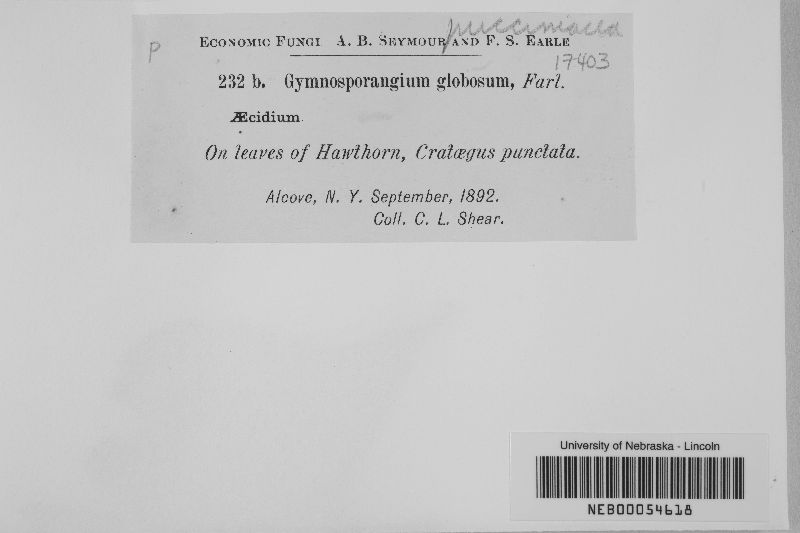 pucciniacea
P
ECONOMIC FUNGI A. B. SEYMOUR AND F. S. EARLE
17403
232 b. Gymnosporangium globosum, Farl.
Æcidium.
On leaves of Hawthorn, Cratægus punctata.
Alcove, N. Y. September, 1892.
Coll. C. L. Shear.
University of Nebraska - Lincoln
NEB00054618